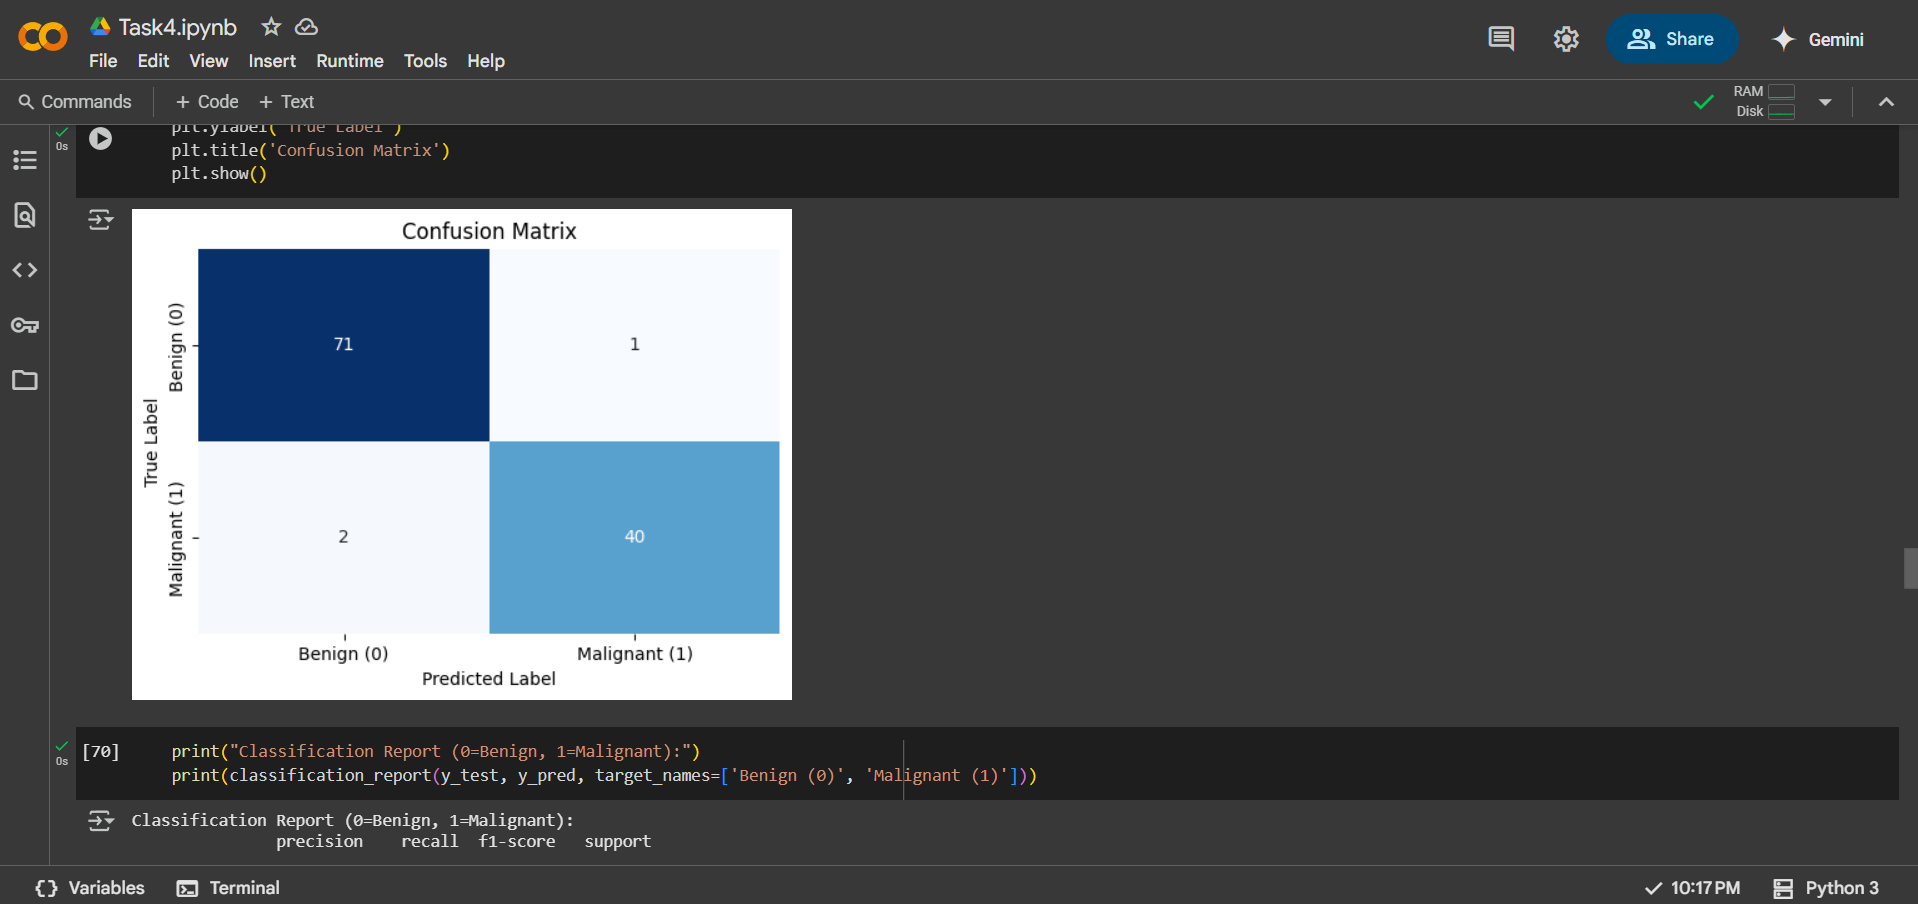 Task4.ipynb
File Edit View Insert Runtime Tools Help
Share
Gemini
Commands + Code + Text
RAM
Disk
0s
plt.ylabel('True Label')
plt.title('Confusion Matrix')
plt.show()
Confusion Matrix
True Label
Benign (0)
71 1
Malignant (1)
2 40
Benign (0) Malignant (1)
Predicted Label
0s
[70] print("Classification Report (0=Benign, 1=Malignant):")
print(classification_report(y_test, y_pred, target_names=['Benign (0)', 'Malignant (1)']))
Classification Report (0=Benign, 1=Malignant):
precision recall f1-score support
Variables Terminal 10:17 PM Python 3